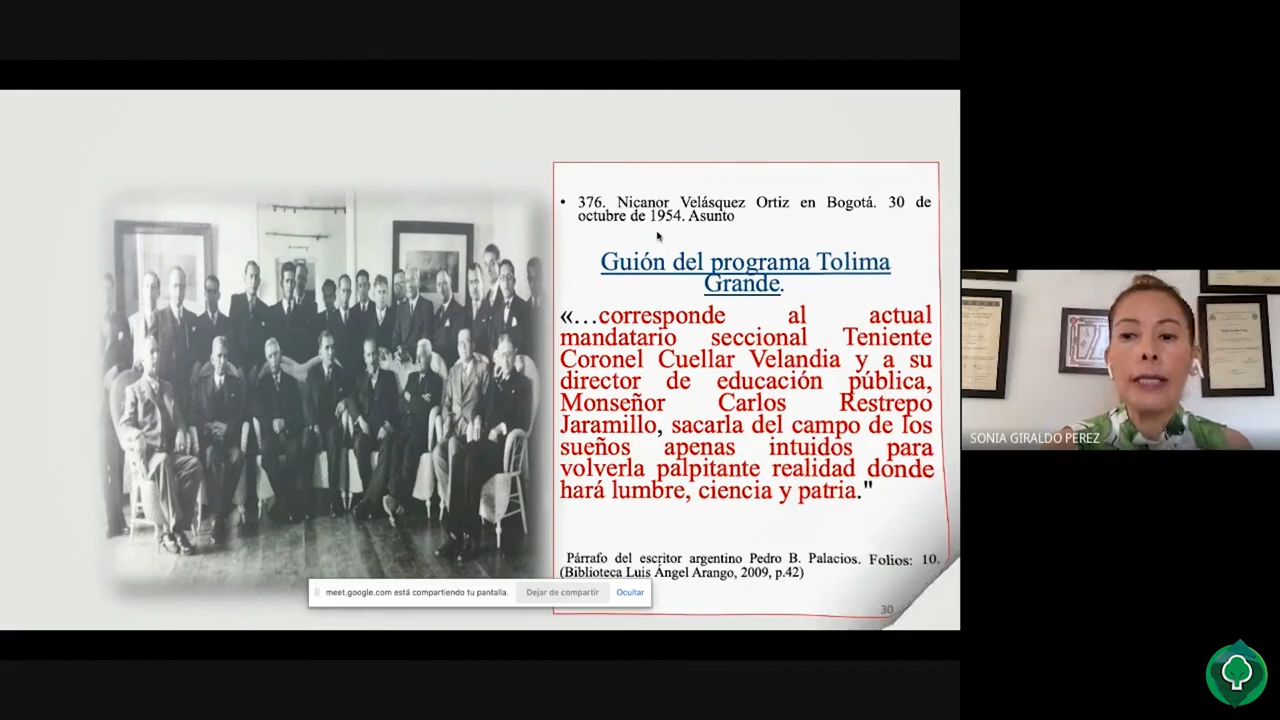 • 376. Nicanor Velásquez Ortiz en Bogotá. 30 de
octubre de 1954. Asunto
Guión del programa Tolima
Grande.
«…corresponde al actual
mandatario seccional Teniente
Coronel Cuellar Velandia y a su
director de educación pública,
Monseñor Carlos Restrepo
Jaramillo, sacarla del campo de los
sueños apenas intuidos para
volverla palpitante realidad donde
hará lumbre, ciencia y patria."
Párrafo del escritor argentino Pedro B. Palacios. Folios: 10.
(Biblioteca Luis Ángel Arango, 2009, p.42)
30
meet.google.com está compartiendo tu pantalla.
Dejar de compartir
Ocultar
SONIA GIRALDO PEREZ